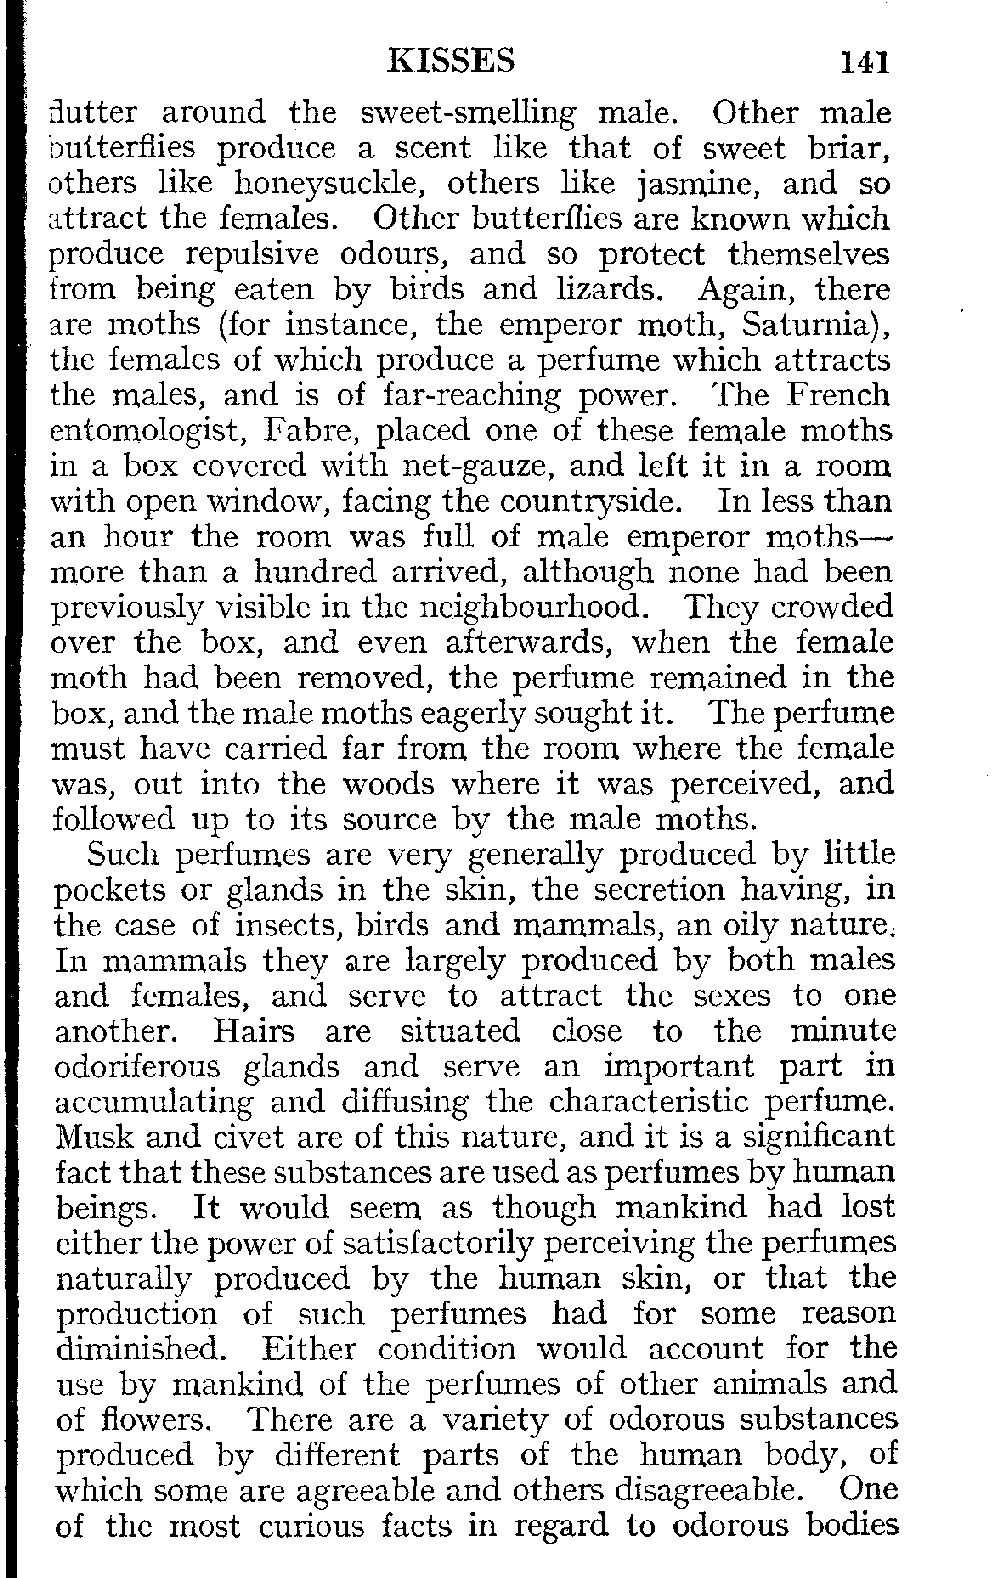 KISSES 141
flutter around the sweet-smelling male. Other male
butterflies produce a scent like that of sweet briar,
others like honeysuckle, others like jasmine, and so
attract the females. Other butterflies are known which
produce repulsive odours, and so protect themselves
from being eaten by birds and lizards. Again, there
are moths (for instance, the emperor moth, Saturnia),
the females of which produce a perfume which attracts
the males, and is of far-reaching power. The French
entomologist, Fabre, placed one of these female moths
in a box covered with net-gauze, and left it in a room
with open window, facing the countryside. In less than
an hour the room was full of male emperor moths—
more than a hundred arrived, although none had been
previously visible in the neighbourhood. They crowded
over the box, and even afterwards, when the female
moth had been removed, the perfume remained in the
box, and the male moths eagerly sought it. The perfume
must have carried far from the room where the female
was, out into the woods where it was perceived, and
followed up to its source by the male moths.
Such perfumes are very generally produced by little
pockets or glands in the skin, the secretion having, in
the case of insects, birds and mammals, an oily nature.
In mammals they are largely produced by both males
and females, and serve to attract the sexes to one
another. Hairs are situated close to the minute
odoriferous glands and serve an important part in
accumulating and diffusing the characteristic perfume.
Musk and civet are of this nature, and it is a significant
fact that these substances are used as perfumes by human
beings. It would seem as though mankind had lost
either the power of satisfactorily perceiving the perfumes
naturally produced by the human skin, or that the
production of such perfumes had for some reason
diminished. Either condition would account for the
use by mankind of the perfumes of other animals and
of flowers. There are a variety of odorous substances
produced by different parts of the human body, of
which some are agreeable and others disagreeable. One
of the most curious facts in regard to odorous bodies